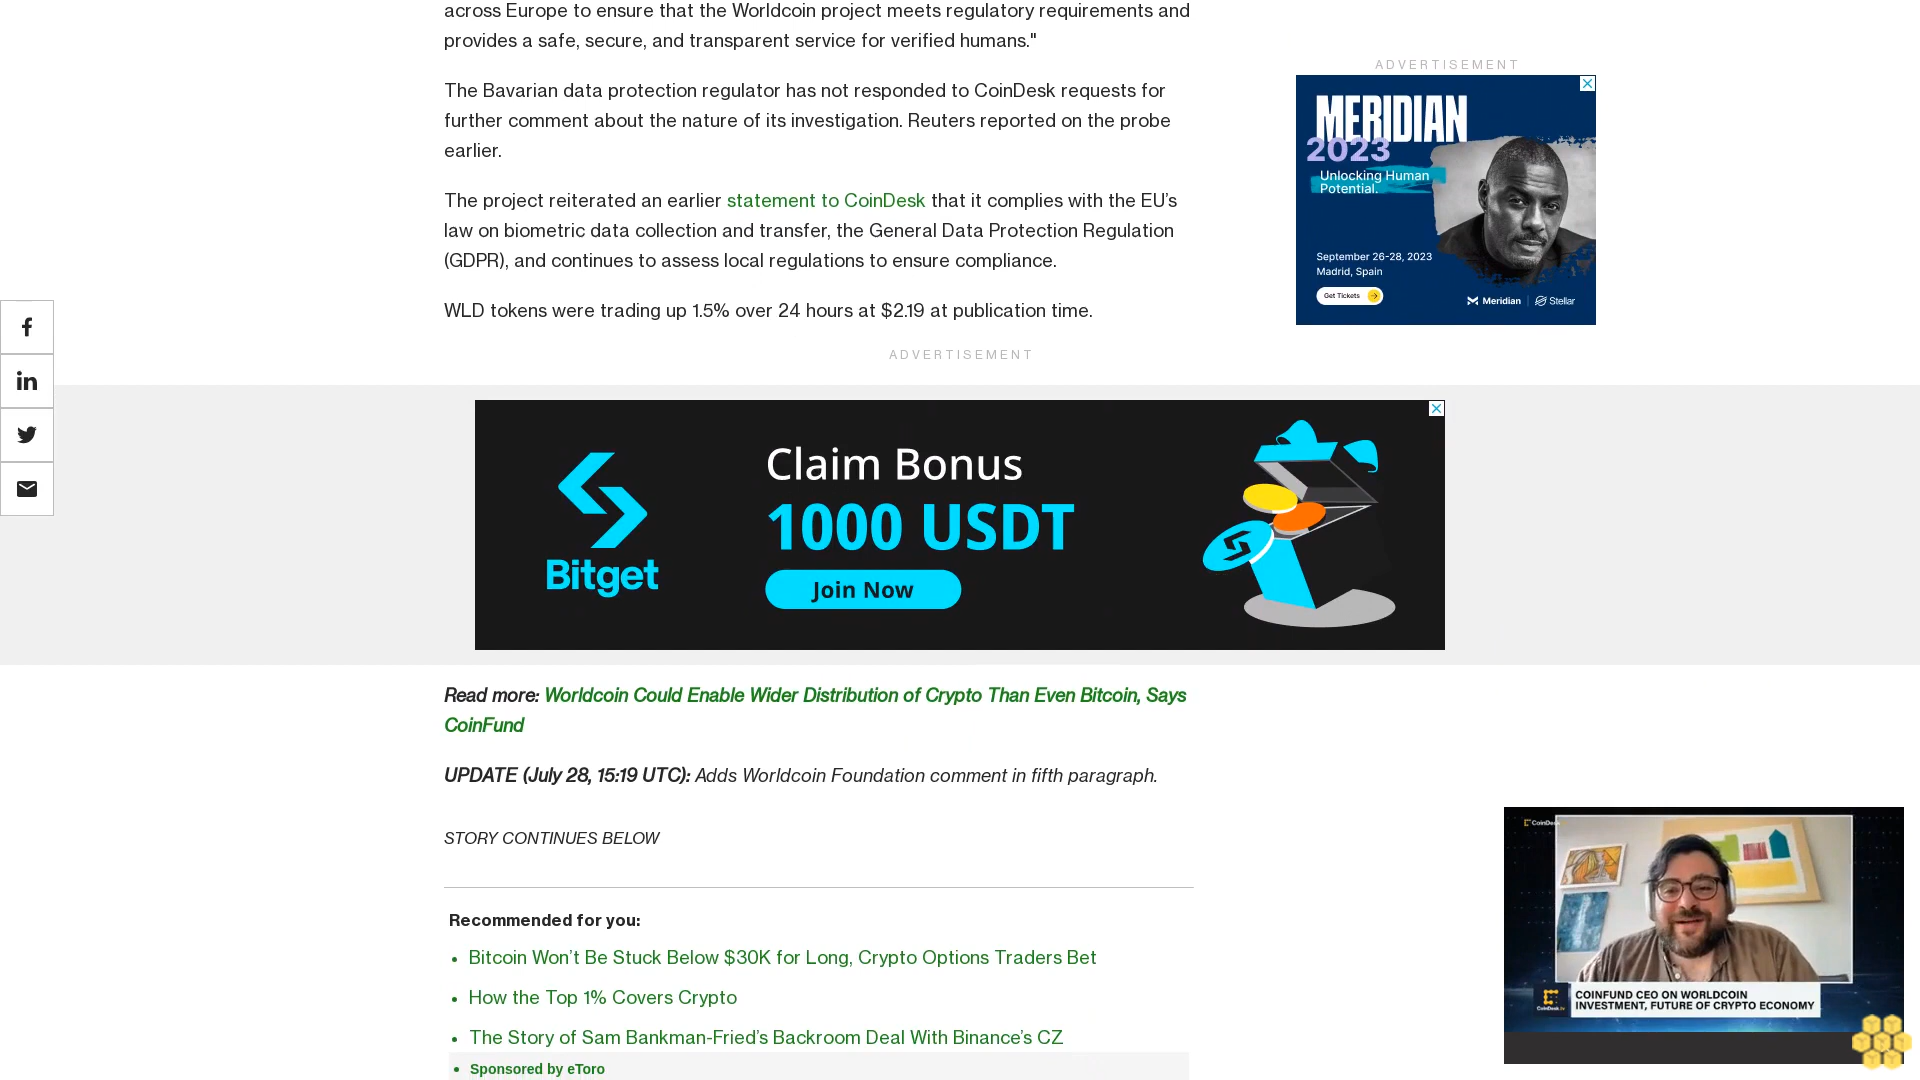 across Europe to ensure that the Worldcoin project meets regulatory requirements and
provides a safe, secure, and transparent service for verified humans."
The Bavarian data protection regulator has not responded to CoinDesk requests for
further comment about the nature of its investigation. Reuters reported on the probe
earlier.
The project reiterated an earlier statement to CoinDesk that it complies with the EU’s
law on biometric data collection and transfer, the General Data Protection Regulation
(GDPR), and continues to assess local regulations to ensure compliance.
WLD tokens were trading up 1.5% over 24 hours at $2.19 at publication time.
ADVERTISEMENT
MERIDIAN
2023
Unlocking Human
Potential.
September 26-28, 2023
Madrid, Spain
Get Tickets
Meridian | Stellar
ADVERTISEMENT
Bitget
Claim Bonus
1000 USDT
Join Now
Read more: Worldcoin Could Enable Wider Distribution of Crypto Than Even Bitcoin, Says
CoinFund
UPDATE (July 28, 15:19 UTC): Adds Worldcoin Foundation comment in fifth paragraph.
STORY CONTINUES BELOW
Recommended for you:
• Bitcoin Won’t Be Stuck Below $30K for Long, Crypto Options Traders Bet
• How the Top 1% Covers Crypto
• The Story of Sam Bankman-Fried’s Backroom Deal With Binance’s CZ
• Sponsored by eToro
COINFUND CEO ON WORLDCOIN
INVESTMENT, FUTURE OF CRYPTO ECONOMY